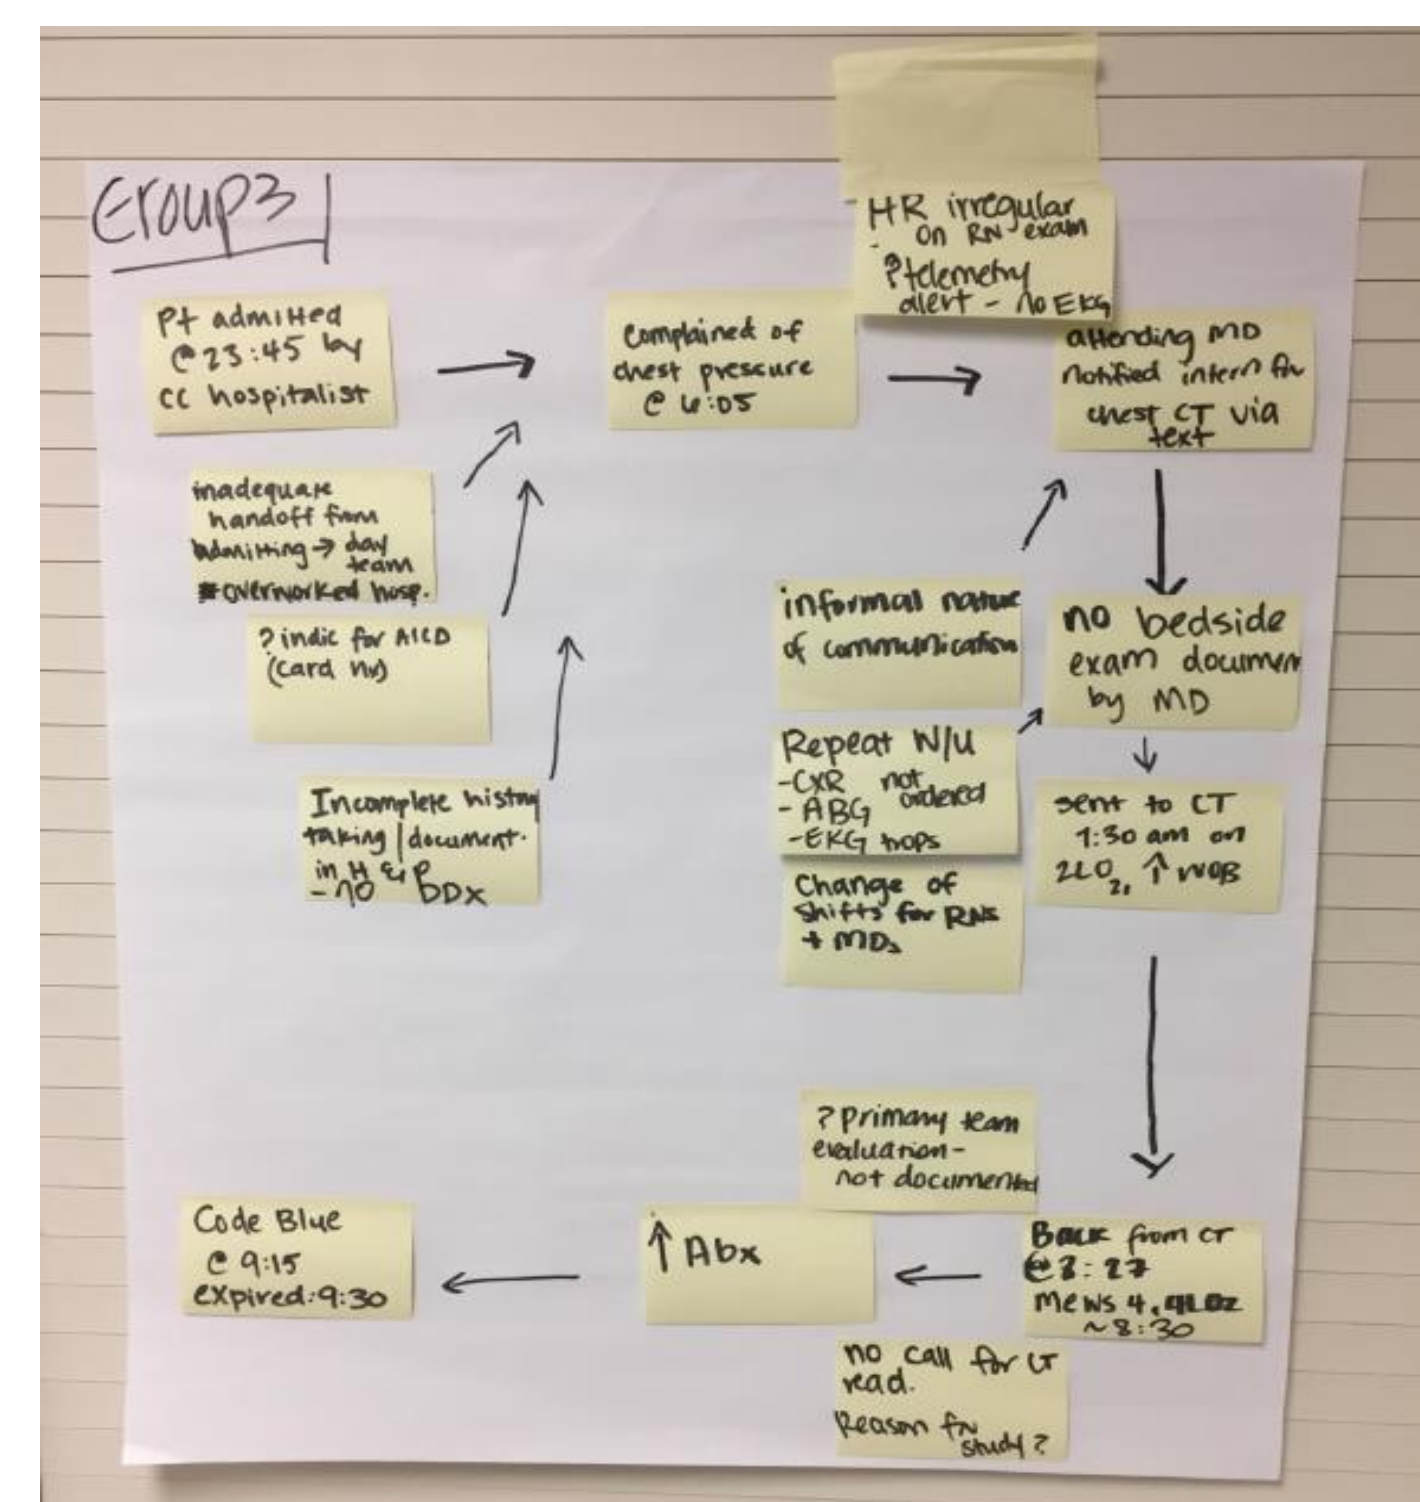 Group 3
Pt admitted
@ 23:45 by
CC hospitalist
inadequate
handoff from
admitting → day
team
overworked hosp.
? indic for AICD
(card hx)
Incomplete history
taking / document.
in H & P
- no DDx
Complained of
chest pressure
@ 6:05
HR irregular
on RN exam
? telemetry
alert - no EKG
attending MD
notified intern for
chest CT via
text
informal nature
of communication
no bedside
exam documen
by MD
Repeat W/U
- CXR not
ordered
- ABG
- EKG trops
Change of
shifts for RNs
+ MDs
sent to CT
7:30 am on
2LO2, ↑ WOB
? Primary team
evaluation -
not documented
Back from CT
@ 8:27
mews 4, 4LO2
~ 8:30
no call for CT
read.
Reason for
study?
↑ Abx
Code Blue
@ 9:15
expired: 9:30